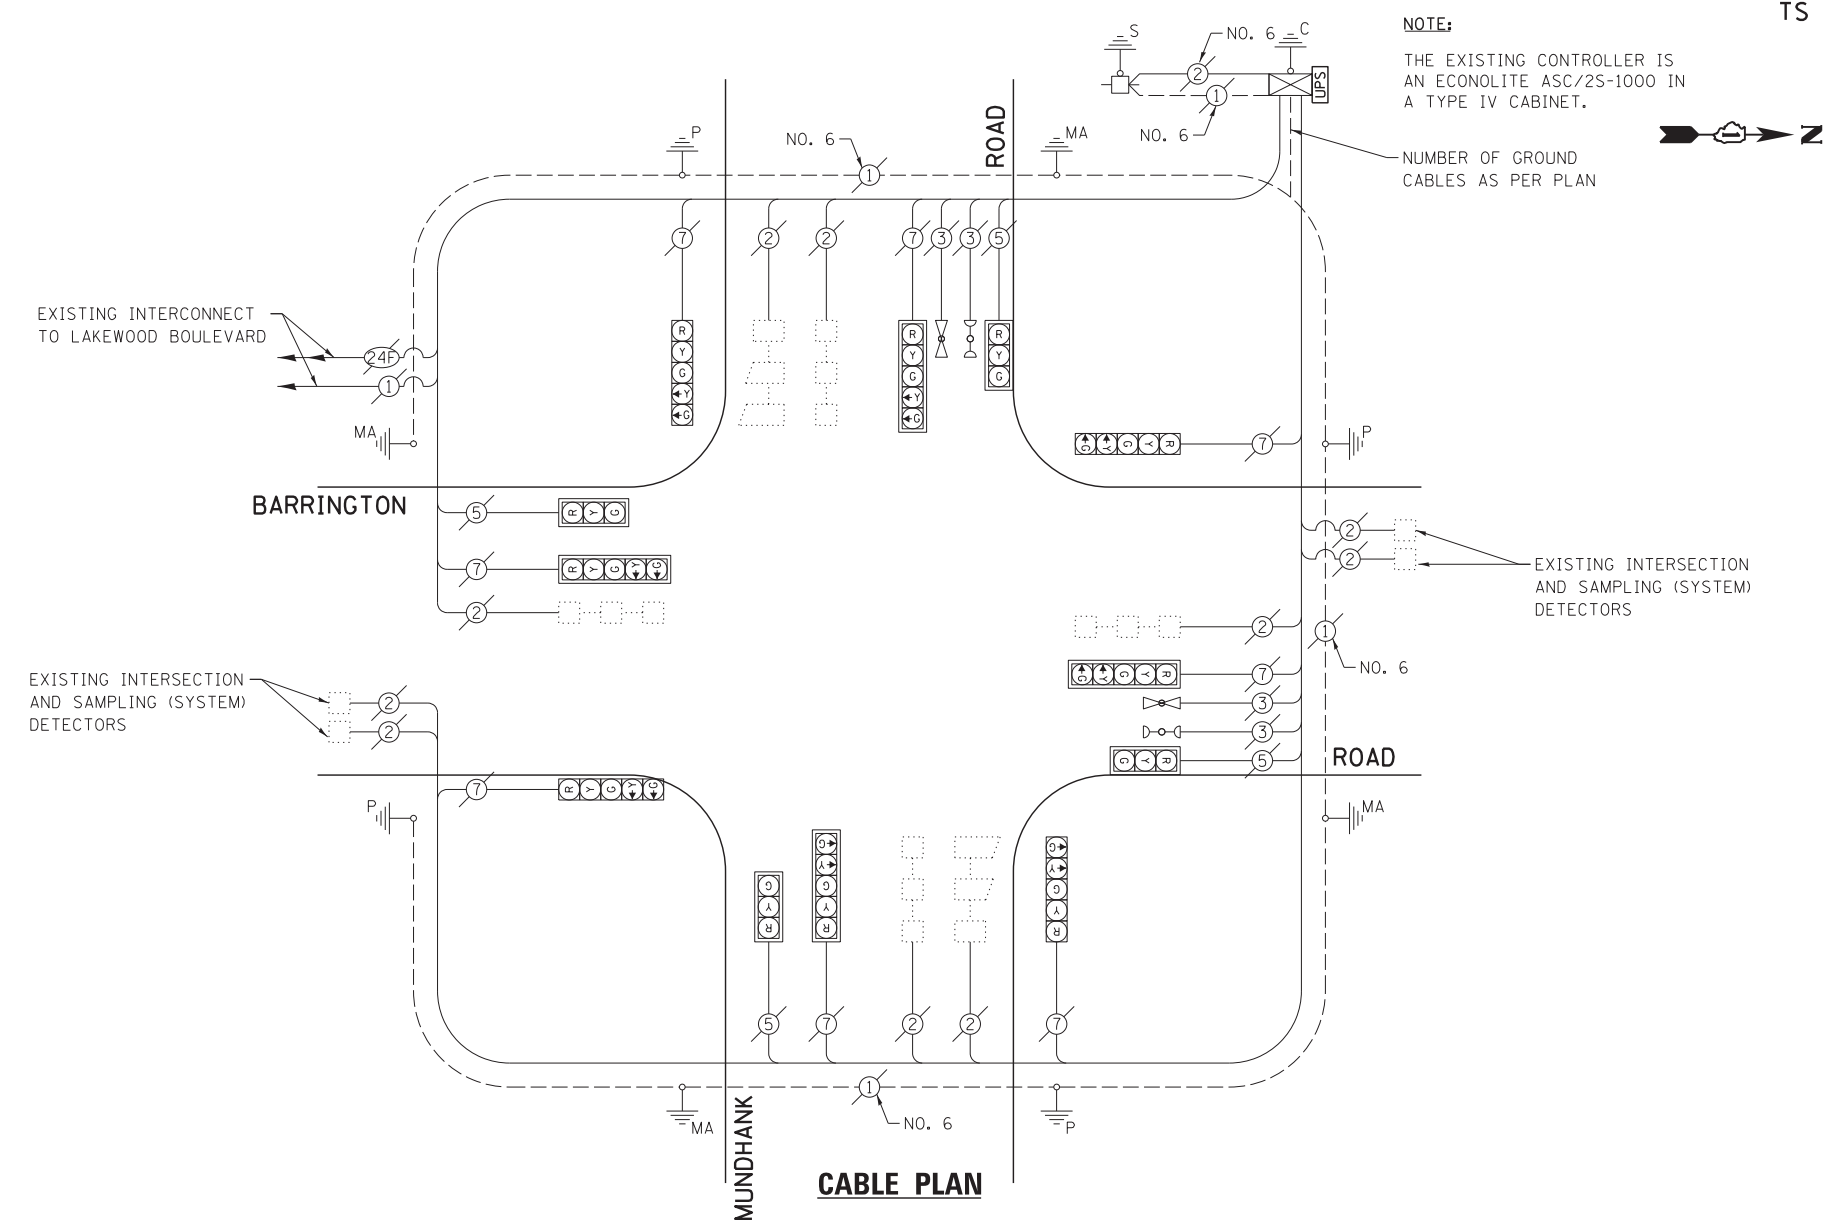 TS
NOTE:
THE EXISTING CONTROLLER IS
AN ECONOLITE ASC/2S-1000 IN
A TYPE IV CABINET.
N
S
NO. 6
C
2
UPS
1
NO. 6
NUMBER OF GROUND
CABLES AS PER PLAN
P
NO. 6
1
ROAD
MA
7
2
2
7
3
3
5
EXISTING INTERCONNECT
TO LAKEWOOD BOULEVARD
24F
1
R
Y
G
Y
G
R
Y
G
Y
G
R
Y
G
MA
G Y G Y R
7
P
BARRINGTON
5
R Y G
7
R Y G Y G
2
2
2
EXISTING INTERSECTION
AND SAMPLING (SYSTEM)
DETECTORS
2
1
NO. 6
G Y G Y R
7
3
3
G Y R
5
ROAD
EXISTING INTERSECTION
AND SAMPLING (SYSTEM)
DETECTORS
2
2
7
R Y G Y G
P
MA
G
Y
R
G
Y
G
Y
R
G
Y
G
Y
R
5
7
2
2
7
1
NO. 6
MA
P
MUNDHANK
CABLE PLAN